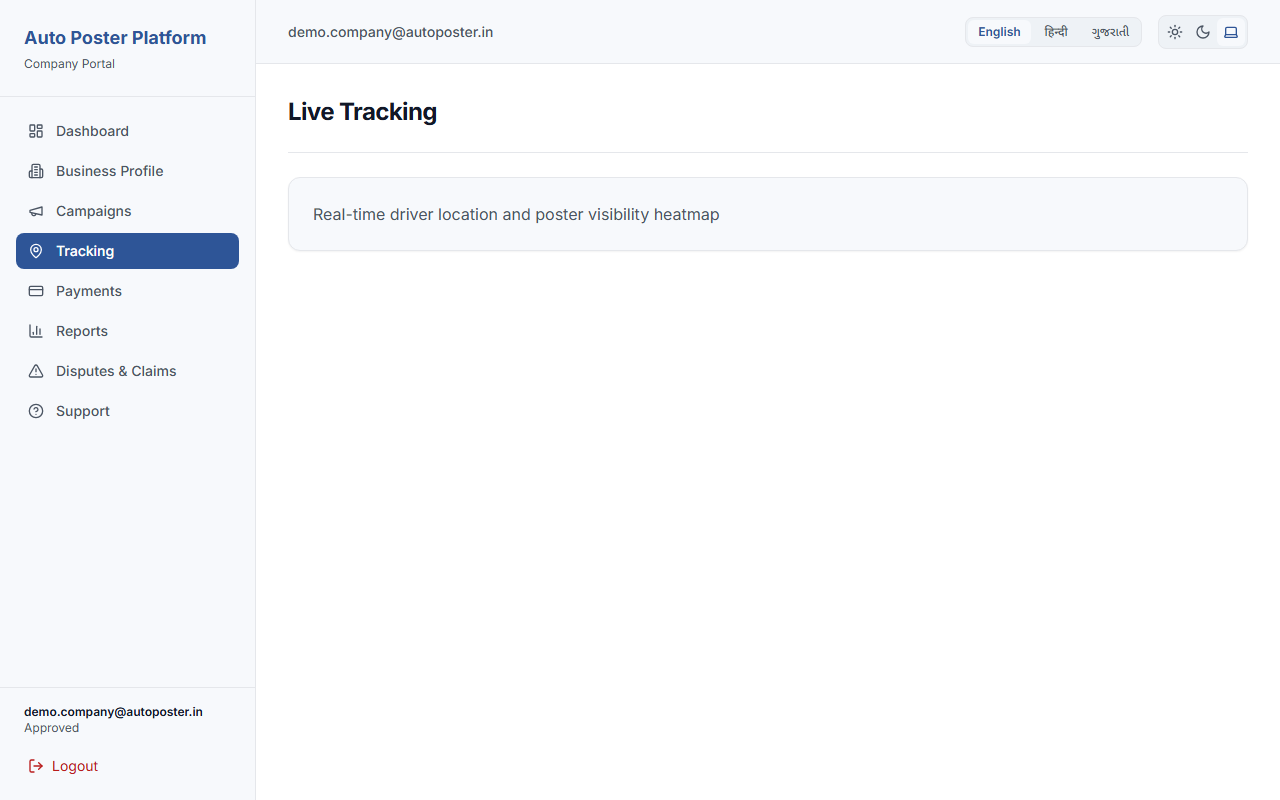 Auto Poster Platform
Company Portal
Dashboard
Business Profile
Campaigns
Tracking
Payments
Reports
Disputes & Claims
Support
demo.company@autoposter.in
Approved
Logout
demo.company@autoposter.in
English
हिन्दी
ગુજરાતી
Live Tracking
Real-time driver location and poster visibility heatmap